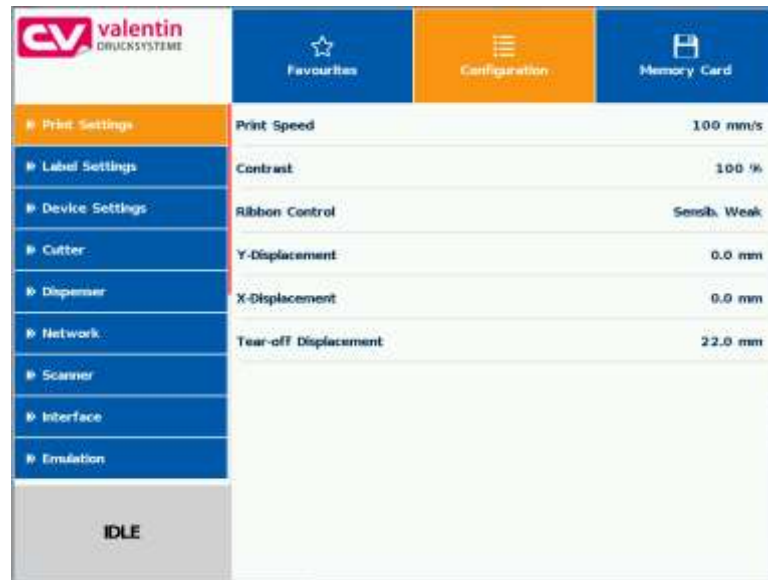 CV valentin
DRUCKSYSTEME
Favourites
Configuration
Memory Card
Print Settings
Label Settings
Device Settings
Cutter
Dispenser
Network
Scanner
Interface
Emulation
IDLE
Print Speed 100 mm/s
Contrast 100 %
Ribbon Control Sensib. Weak
Y-Displacement 0.0 mm
X-Displacement 0.0 mm
Tear-off Displacement 22.0 mm